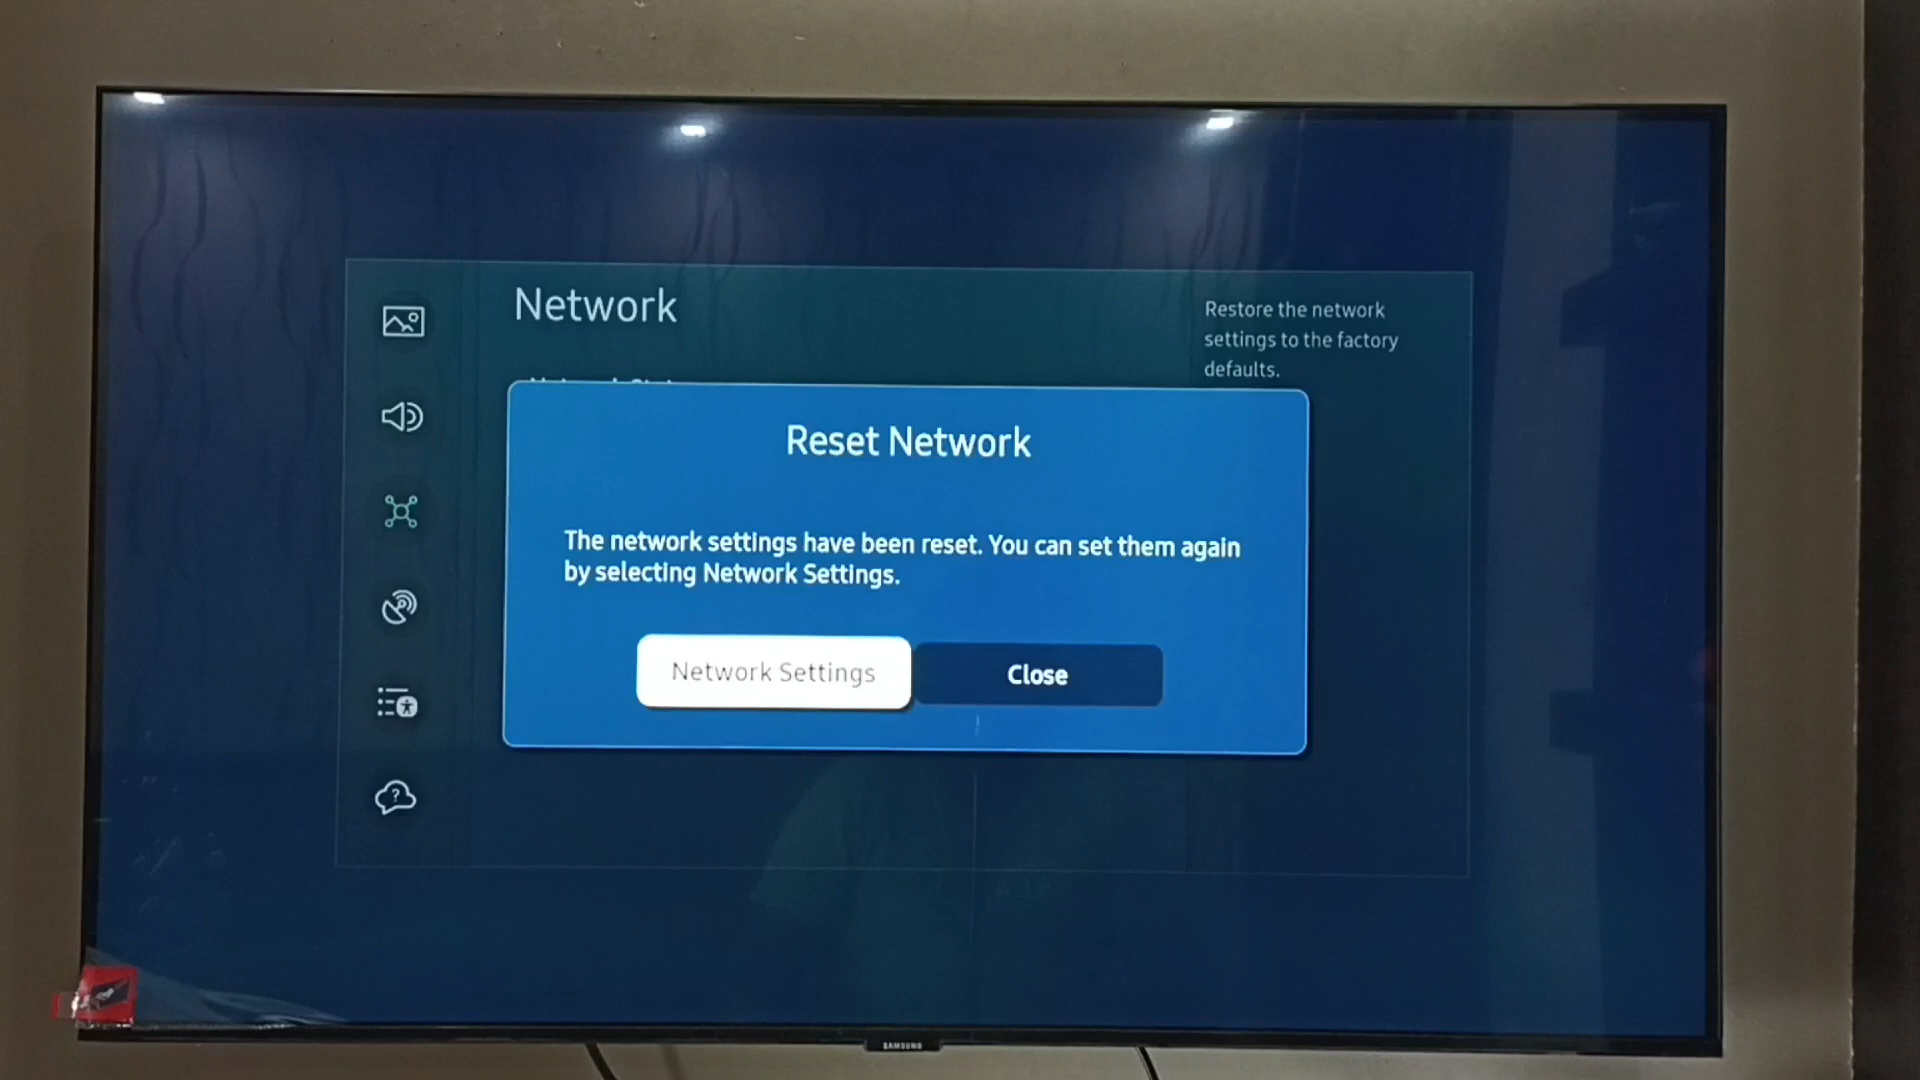 Network
Restore the network
settings to the factory
defaults.
Reset Network
The network settings have been reset. You can set them again
by selecting Network Settings.
Network Settings
Close
SAMSUNG